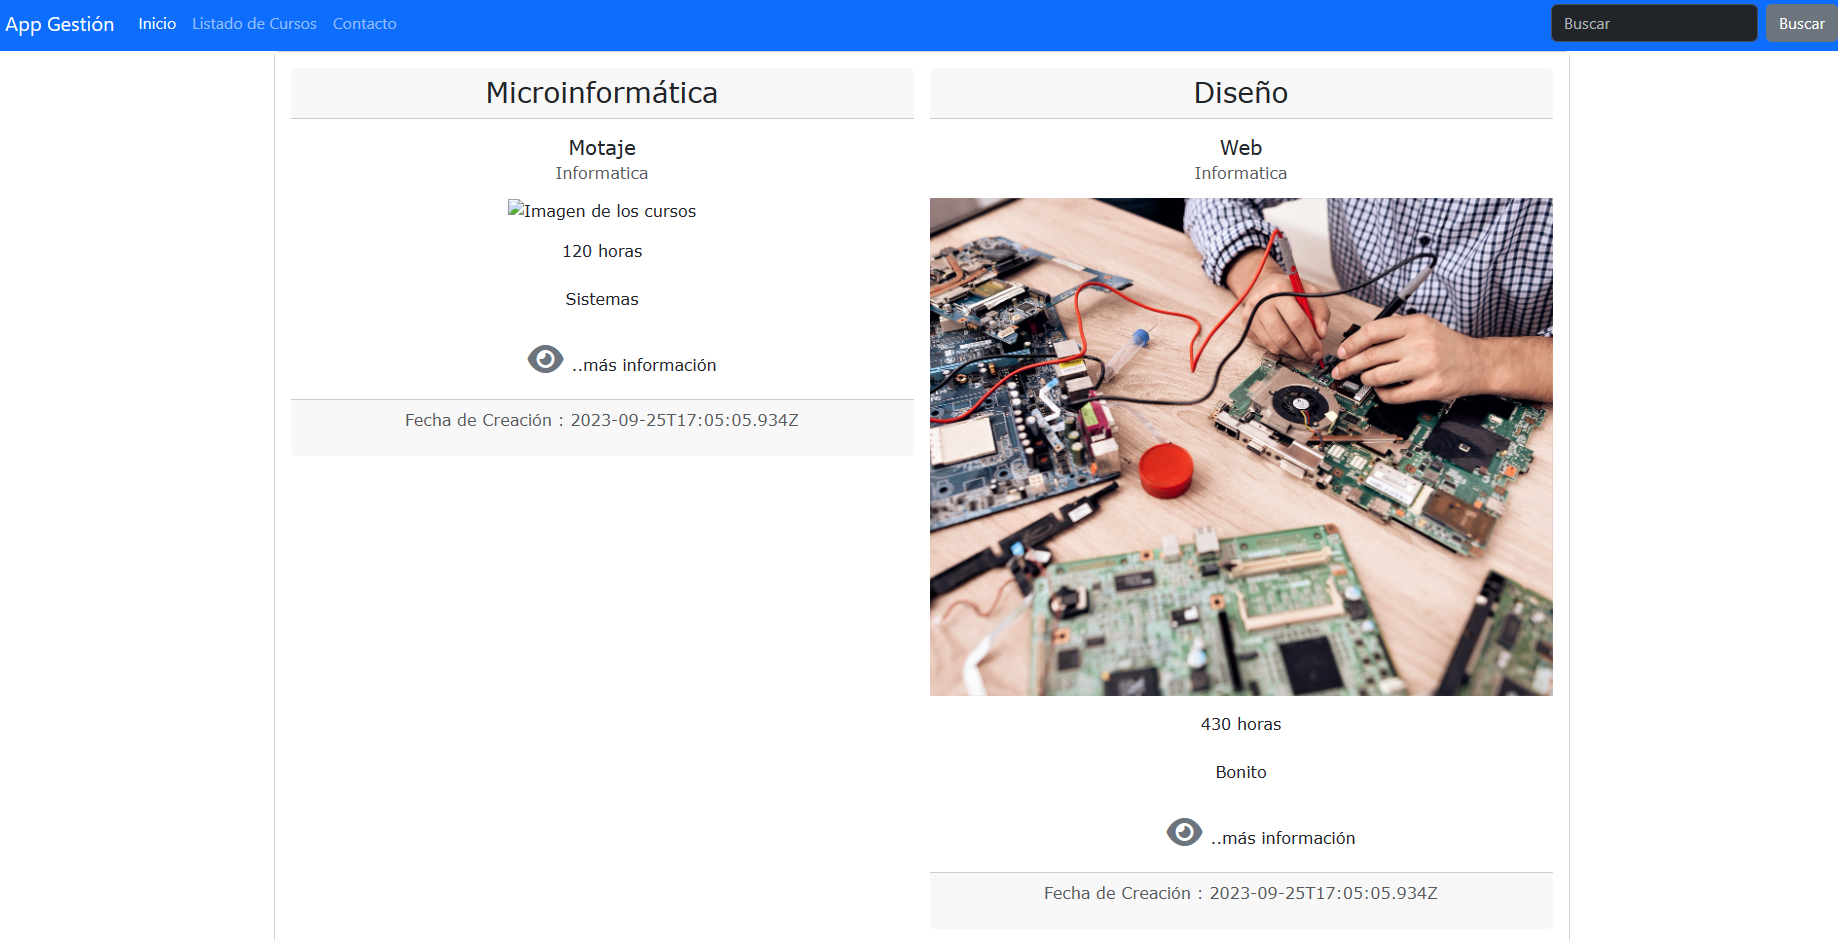 App Gestión Inicio Listado de Cursos Contacto Buscar Buscar
Microinformática
Motaje
Informatica
Imagen de los cursos
120 horas
Sistemas
..más información
Fecha de Creación : 2023-09-25T17:05:05.934Z
Diseño
Web
Informatica
430 horas
Bonito
..más información
Fecha de Creación : 2023-09-25T17:05:05.934Z